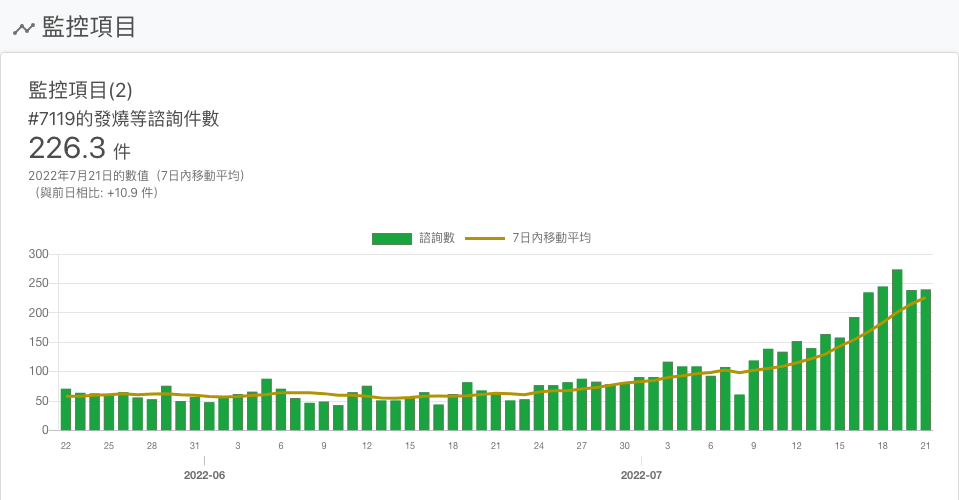 監控項目
監控項目(2)
#7119的發燒等諮詢件數
226.3 件
2022年7月21日的數值（7日內移動平均）
（與前日相比: +10.9 件）
諮詢數 7日內移動平均
300
250
200
150
100
50
0
22 25 28 31 3 6 9 12 15 18 21 24 27 30 3 6 9 12 15 18 21
2022-06 2022-07